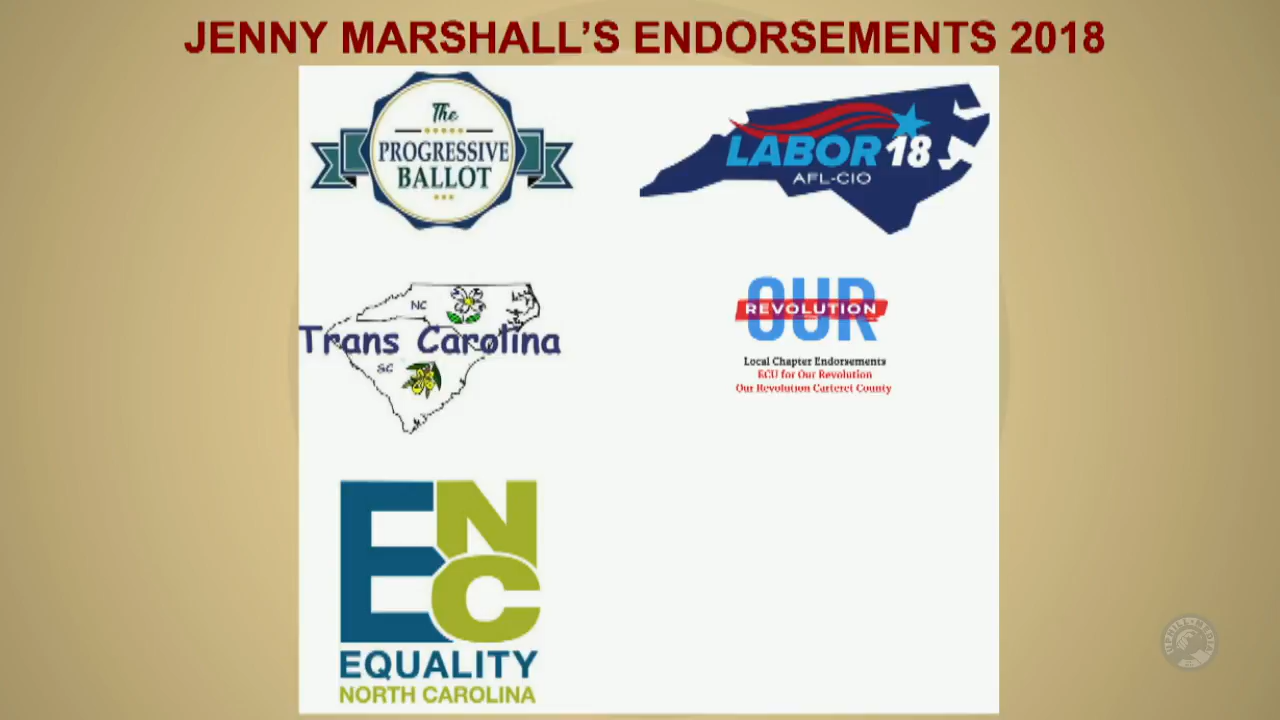 JENNY MARSHALL'S ENDORSEMENTS 2018
The
PROGRESSIVE
BALLOT
LABOR 18
AFL-CIO
NC
Trans Carolina
SC
OUR
REVOLUTION
Local Chapter Endorsements
ECU for Our Revolution
Our Revolution Carteret County
ENC
EQUALITY
NORTH CAROLINA